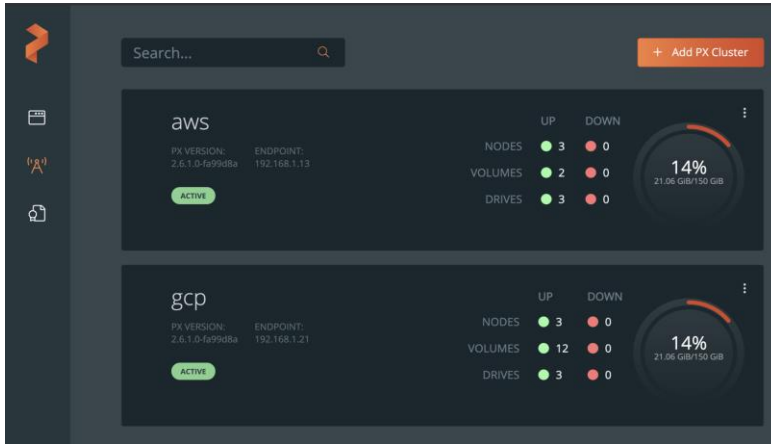 Search...
+ Add PX Cluster
aws
PX VERSION: ENDPOINT:
2.6.1.0-fa99d8a 192.168.1.13
ACTIVE
UP DOWN
NODES 3 0
VOLUMES 2 0
DRIVES 3 0
14%
21.06 GiB/150 GiB
gcp
PX VERSION: ENDPOINT:
2.6.1.0-fa99d8a 192.168.1.21
ACTIVE
UP DOWN
NODES 3 0
VOLUMES 12 0
DRIVES 3 0
14%
21.06 GiB/150 GiB